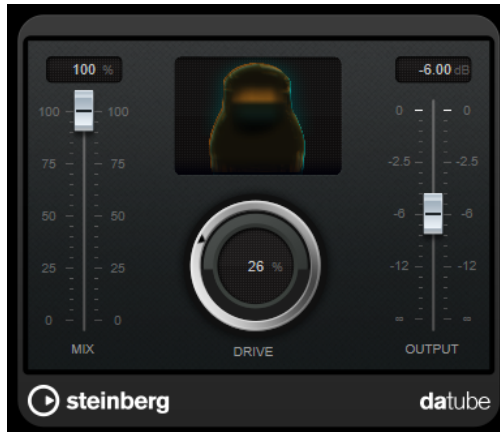 100 %
-6.00 dB
100 100
75 75
50 50
25 25
0 0
MIX
26 %
DRIVE
0 0
-2.5 -2.5
-6 -6
-12 -12
∞ ∞
OUTPUT
steinberg
datube